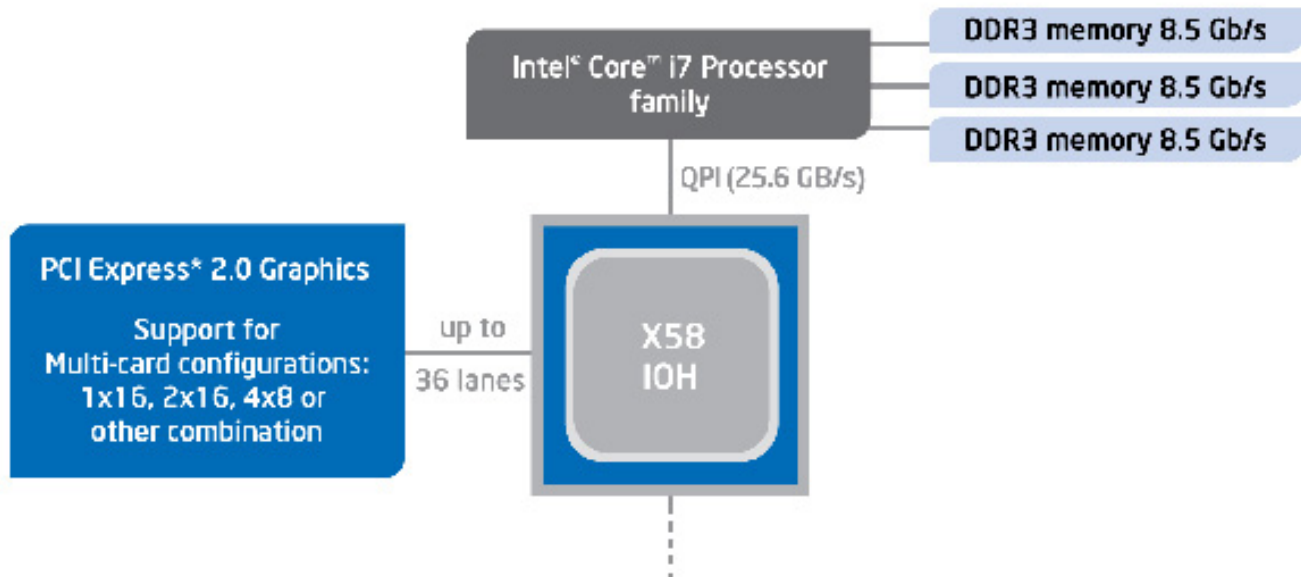 DDR3 memory 8.5 Gb/s
Intel® Core™ i7 Processor
family
DDR3 memory 8.5 Gb/s
DDR3 memory 8.5 Gb/s
QPI (25.6 GB/s)
PCI Express* 2.0 Graphics
Support for
Multi-card configurations:
1x16, 2x16, 4x8 or
other combination
up to
36 lanes
X58
IOH